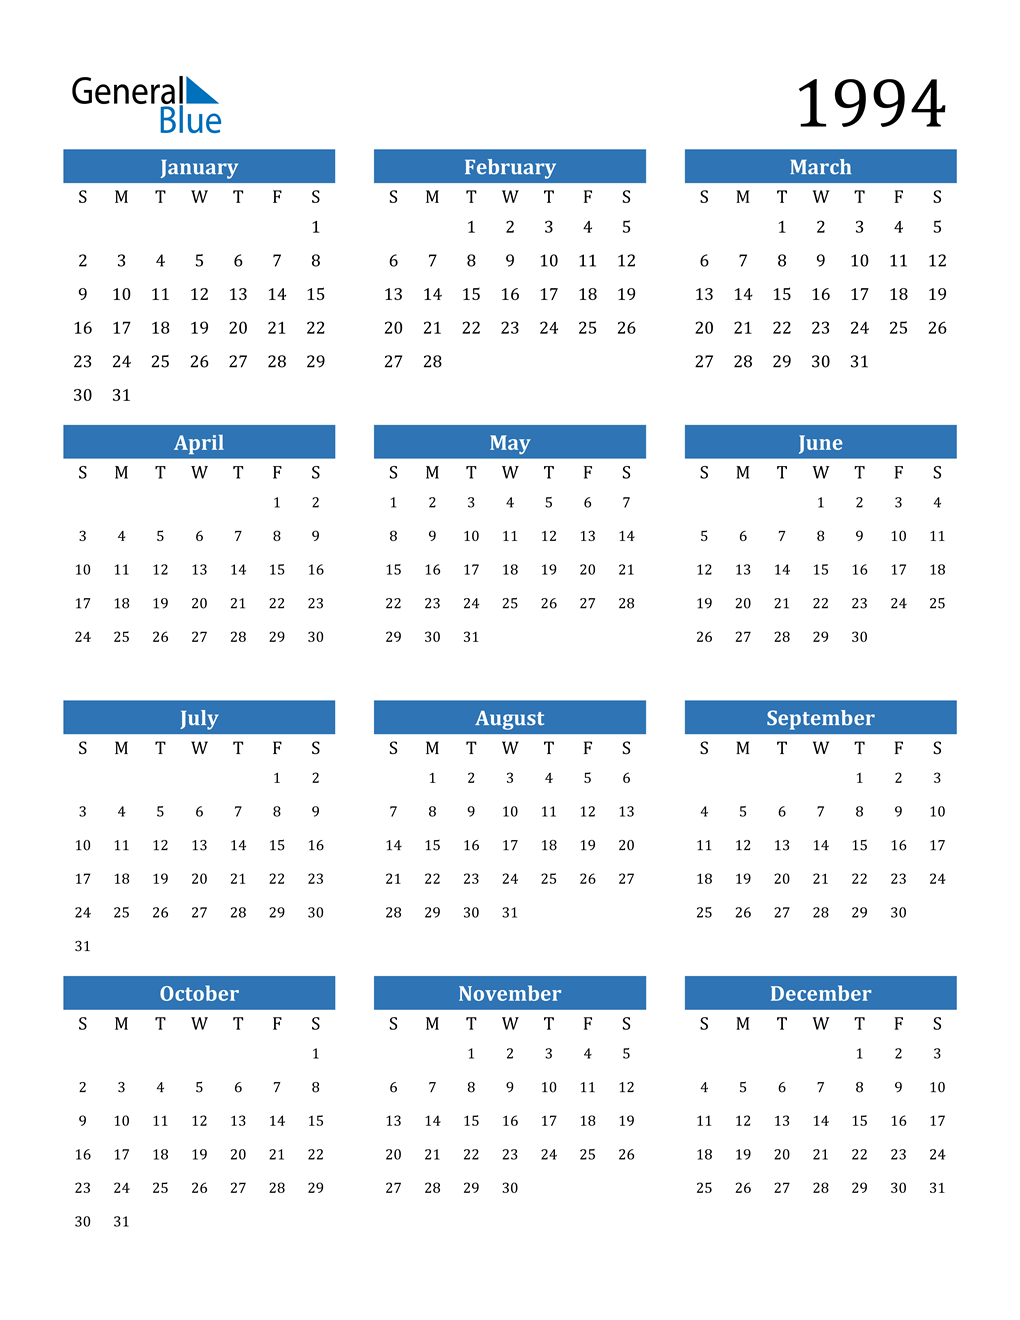 General
Blue
1994
January February March
S M T W T F S S M T W T F S S M T W T F S
1 1 2 3 4 5 1 2 3 4 5
2 3 4 5 6 7 8 6 7 8 9 10 11 12 6 7 8 9 10 11 12
9 10 11 12 13 14 15 13 14 15 16 17 18 19 13 14 15 16 17 18 19
16 17 18 19 20 21 22 20 21 22 23 24 25 26 20 21 22 23 24 25 26
23 24 25 26 27 28 29 27 28 27 28 29 30 31
30 31
April May June
S M T W T F S S M T W T F S S M T W T F S
1 2 1 2 3 4 5 6 7 1 2 3 4
3 4 5 6 7 8 9 8 9 10 11 12 13 14 5 6 7 8 9 10 11
10 11 12 13 14 15 16 15 16 17 18 19 20 21 12 13 14 15 16 17 18
17 18 19 20 21 22 23 22 23 24 25 26 27 28 19 20 21 22 23 24 25
24 25 26 27 28 29 30 29 30 31 26 27 28 29 30
July August September
S M T W T F S S M T W T F S S M T W T F S
1 2 1 2 3 4 5 6 1 2 3
3 4 5 6 7 8 9 7 8 9 10 11 12 13 4 5 6 7 8 9 10
10 11 12 13 14 15 16 14 15 16 17 18 19 20 11 12 13 14 15 16 17
17 18 19 20 21 22 23 21 22 23 24 25 26 27 18 19 20 21 22 23 24
24 25 26 27 28 29 30 28 29 30 31 25 26 27 28 29 30
31
October November December
S M T W T F S S M T W T F S S M T W T F S
1 1 2 3 4 5 1 2 3
2 3 4 5 6 7 8 6 7 8 9 10 11 12 4 5 6 7 8 9 10
9 10 11 12 13 14 15 13 14 15 16 17 18 19 11 12 13 14 15 16 17
16 17 18 19 20 21 22 20 21 22 23 24 25 26 18 19 20 21 22 23 24
23 24 25 26 27 28 29 27 28 29 30 25 26 27 28 29 30 31
30 31